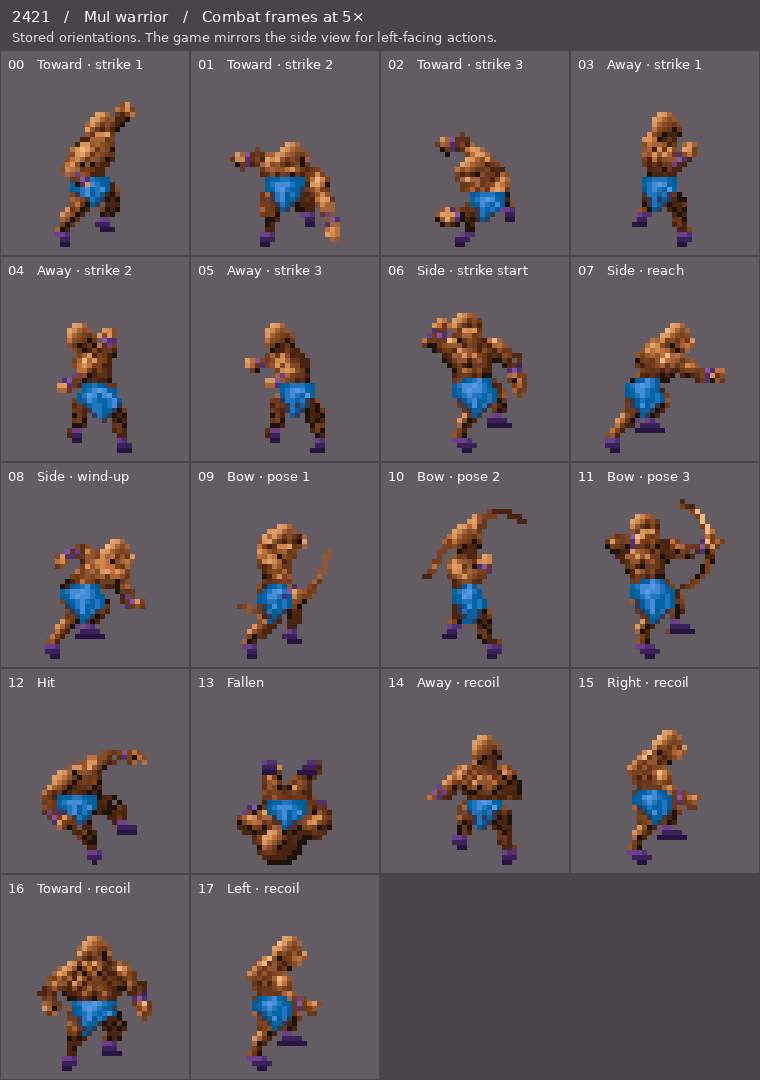 2421 / Mul warrior / Combat frames at 5×
Stored orientations. The game mirrors the side view for left-facing actions.
00 Toward · strike 1
01 Toward · strike 2
02 Toward · strike 3
03 Away · strike 1
04 Away · strike 2
05 Away · strike 3
06 Side · strike start
07 Side · reach
08 Side · wind-up
09 Bow · pose 1
10 Bow · pose 2
11 Bow · pose 3
12 Hit
13 Fallen
14 Away · recoil
15 Right · recoil
16 Toward · recoil
17 Left · recoil